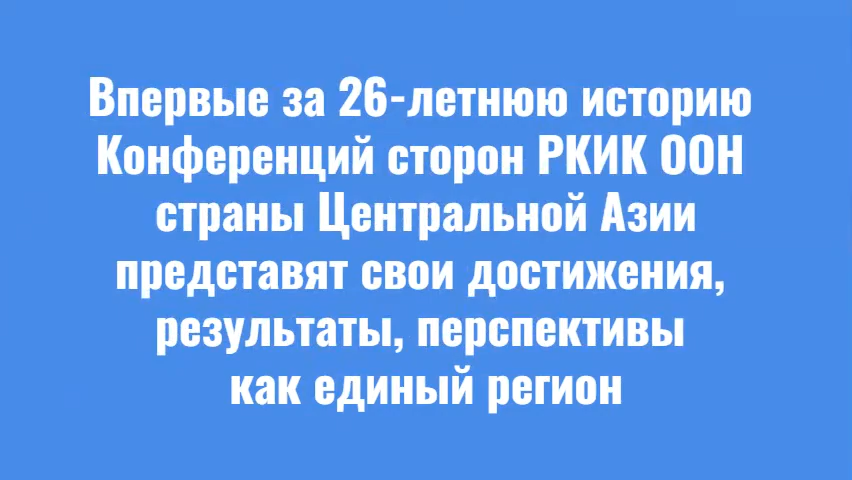 Впервые за 26-летнюю историю
Конференций сторон РКИК ООН
страны Центральной Азии
представят свои достижения,
результаты, перспективы
как единый регион